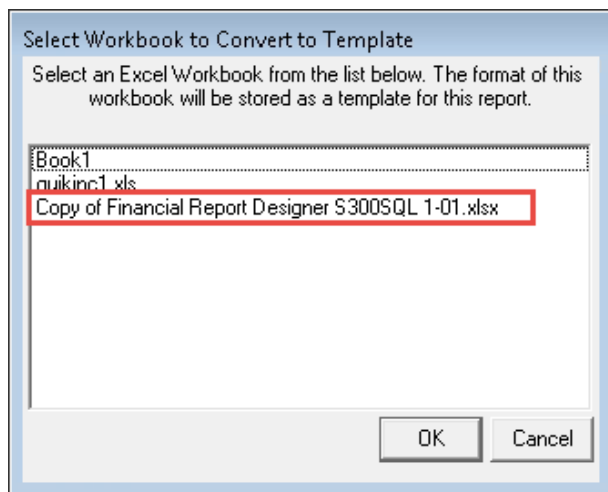 Select Workbook to Convert to Template
Select an Excel Workbook from the list below. The format of this
workbook will be stored as a template for this report.
Book1
quikinc1.xls
Copy of Financial Report Designer S300SQL 1-01.xlsx
OK
Cancel